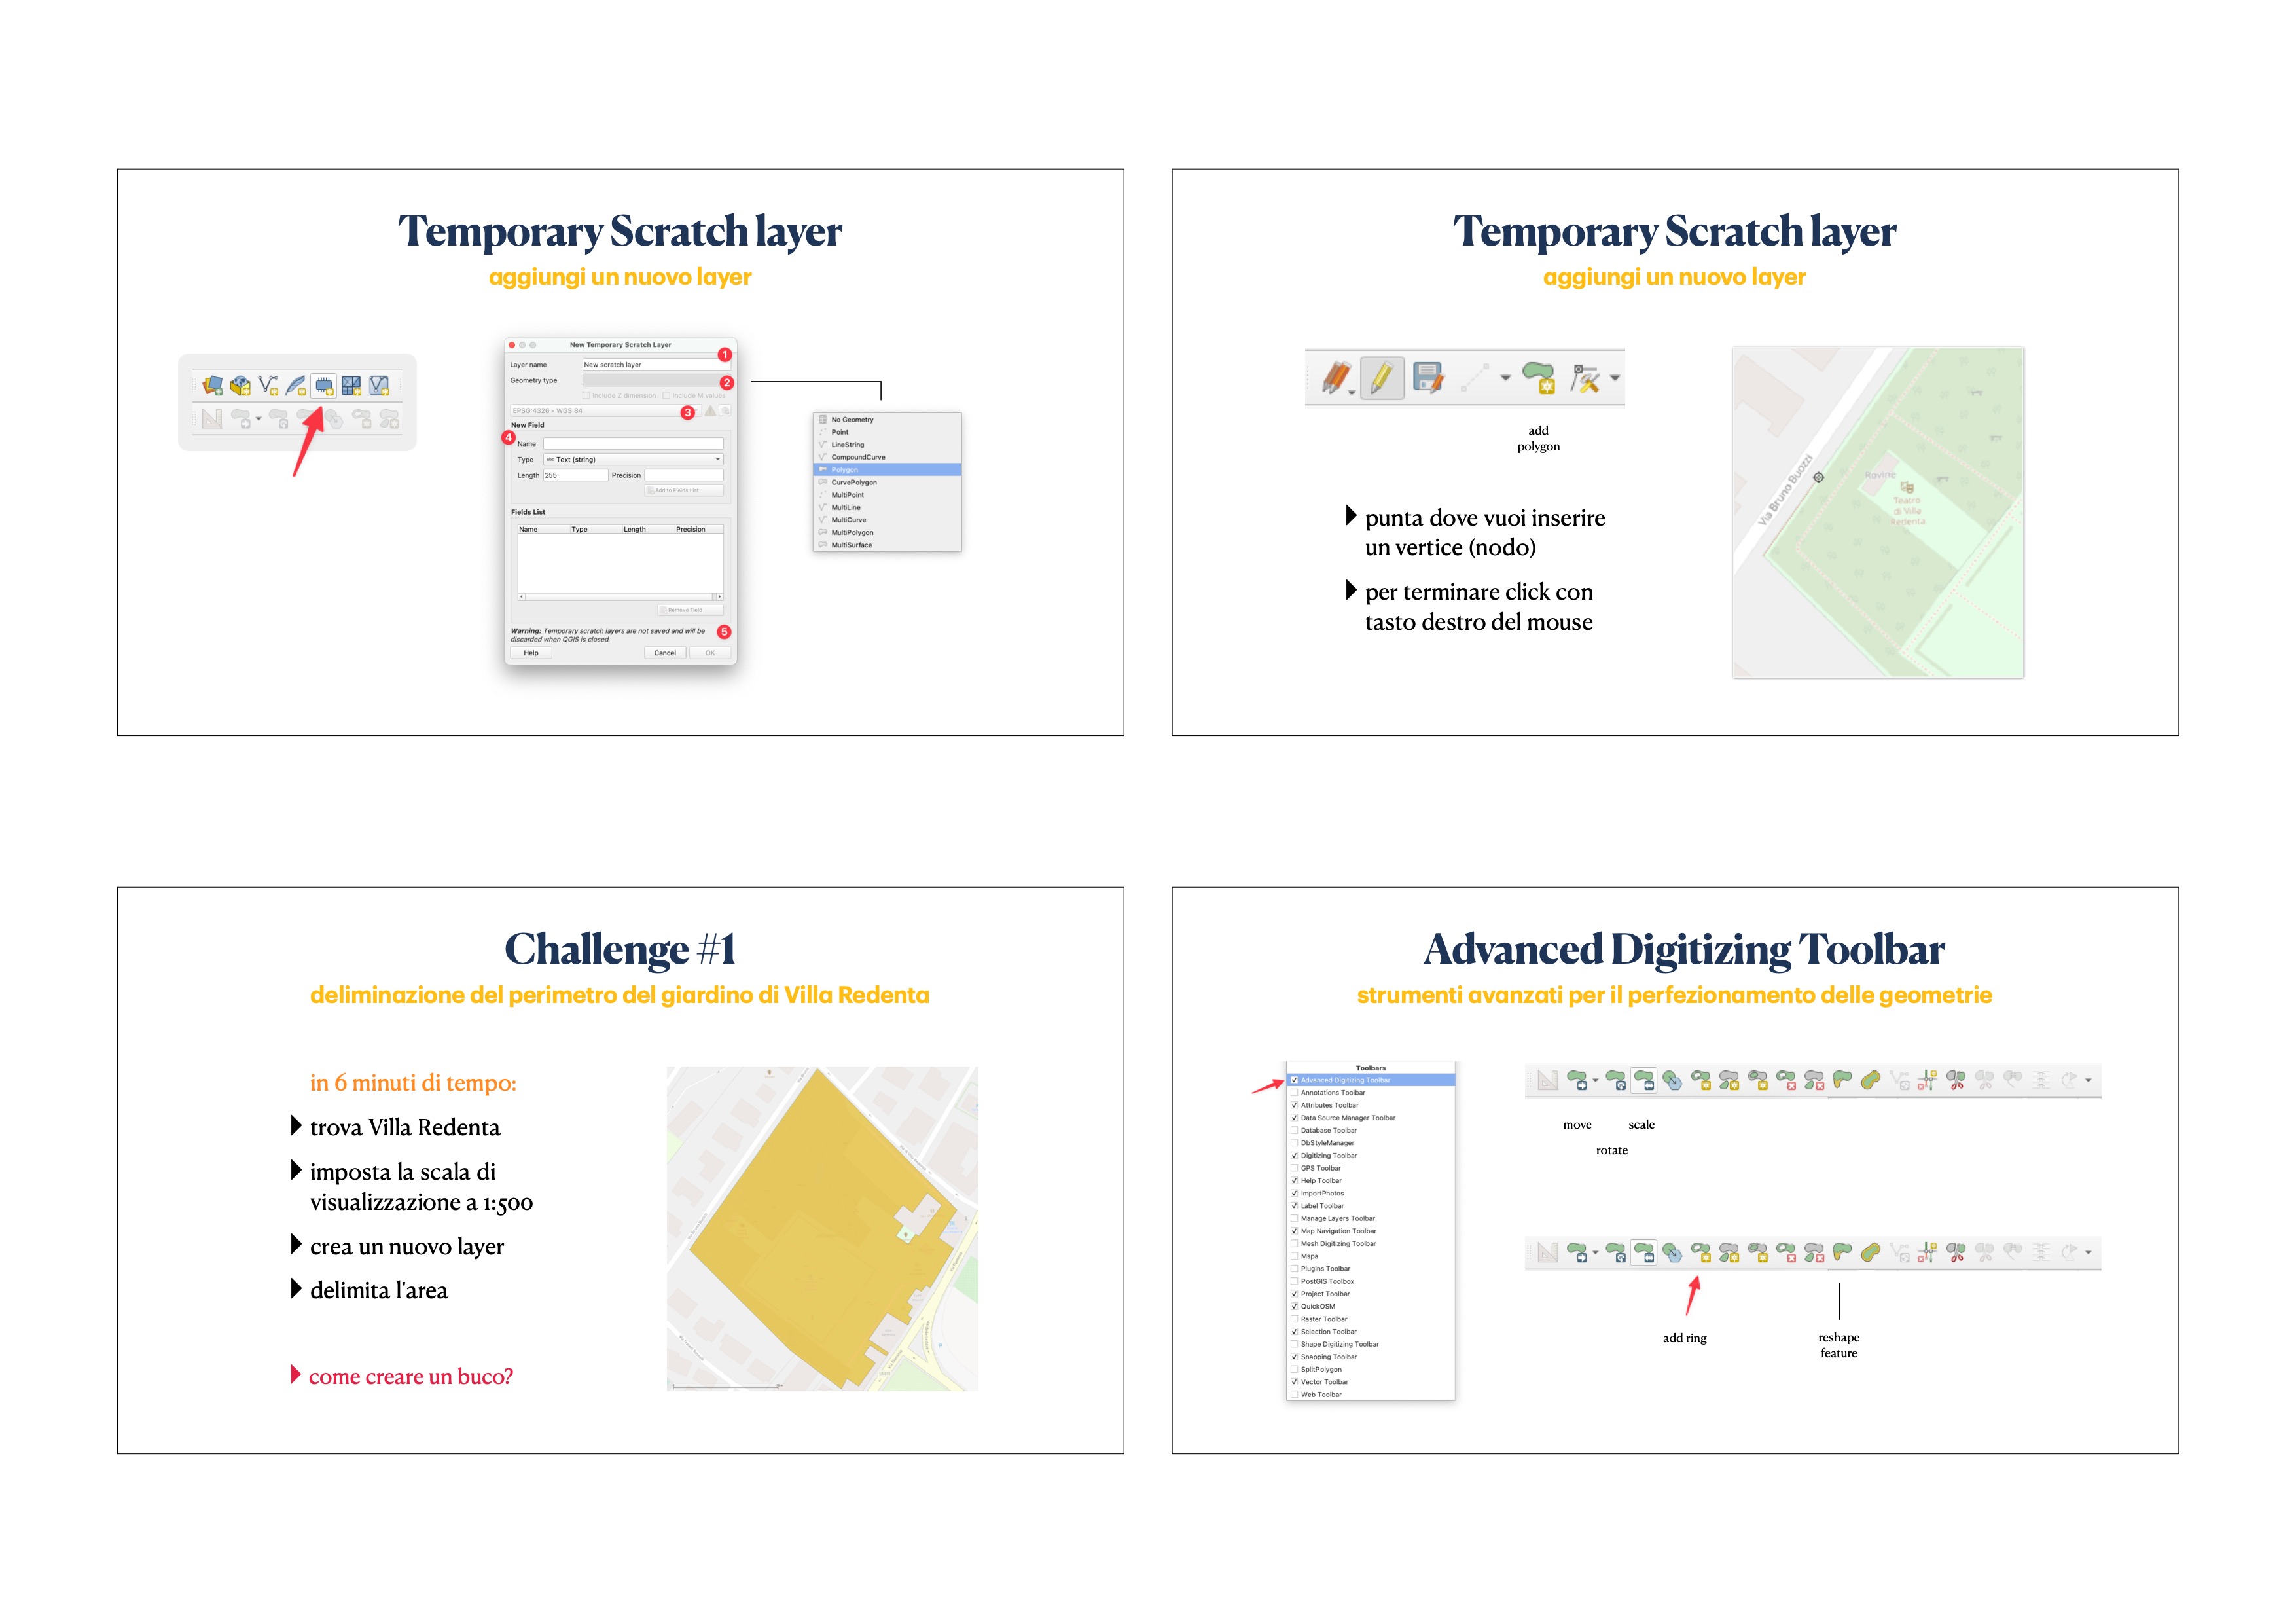 Temporary Scratch layer
aggiungi un nuovo layer
New Temporary Scratch Layer
1
Layer name
New scratch layer
Geometry type
2
Include Z dimension
Include M values
EPSG:4326 - WGS 84
3
New Field
4
Name
Type
abc Text (string)
Length
255
Precision
Add to Fields List
Fields List
Name Type Length Precision
Remove Field
Warning: Temporary scratch layers are not saved and will be
discarded when QGIS is closed.
5
Help
Cancel
OK
No Geometry
Point
LineString
CompoundCurve
Polygon
CurvePolygon
MultiPoint
MultiLine
MultiCurve
MultiPolygon
MultiSurface
Temporary Scratch layer
aggiungi un nuovo layer
add
polygon
punta dove vuoi inserire
un vertice (nodo)
per terminare click con
tasto destro del mouse
Via Bruno Buozzi
Rovine
Teatro
di Villa
Redenta
Challenge #1
deliminazione del perimetro del giardino di Villa Redenta
in 6 minuti di tempo:
trova Villa Redenta
imposta la scala di
visualizzazione a 1:500
crea un nuovo layer
delimita l'area
come creare un buco?
P
Advanced Digitizing Toolbar
strumenti avanzati per il perfezionamento delle geometrie
Toolbars
Advanced Digitizing Toolbar
Annotations Toolbar
Attributes Toolbar
Data Source Manager Toolbar
Database Toolbar
DbStyleManager
Digitizing Toolbar
GPS Toolbar
Help Toolbar
ImportPhotos
Label Toolbar
Manage Layers Toolbar
Map Navigation Toolbar
Mesh Digitizing Toolbar
Mspa
Plugins Toolbar
PostGIS Toolbox
Project Toolbar
QuickOSM
Raster Toolbar
Selection Toolbar
Shape Digitizing Toolbar
Snapping Toolbar
SplitPolygon
Vector Toolbar
Web Toolbar
move
scale
rotate
add ring
reshape
feature